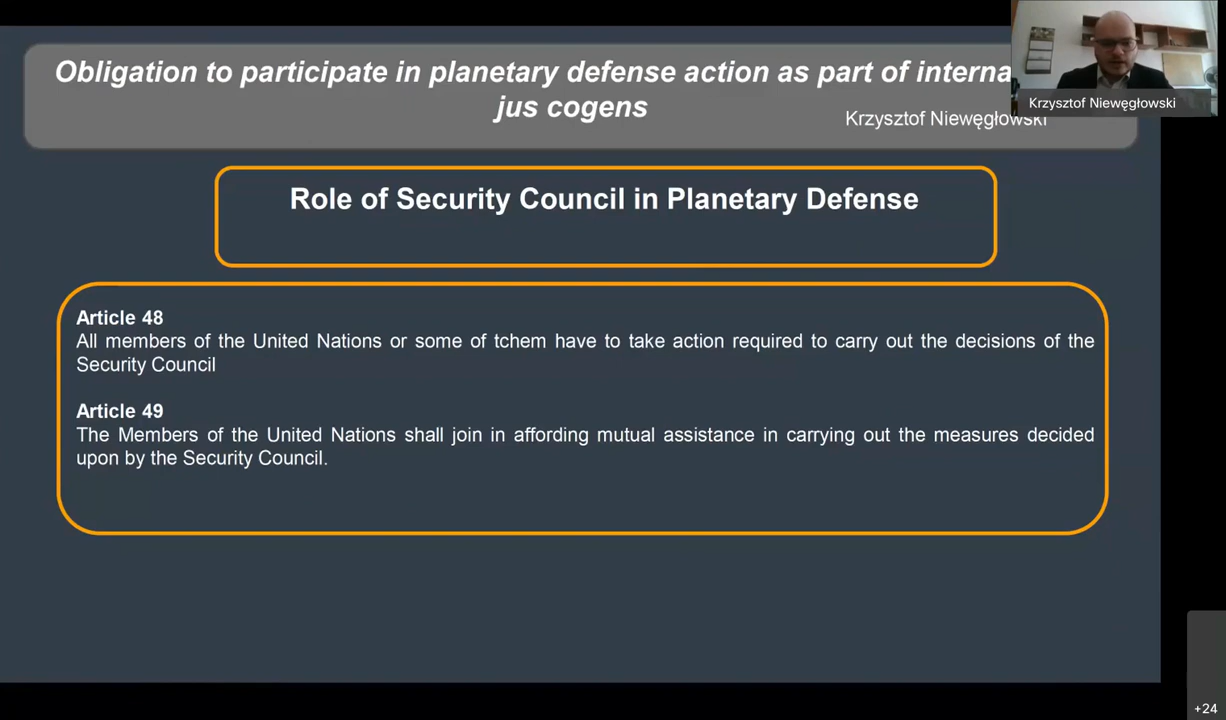 Obligation to participate in planetary defense action as part of interna
jus cogens
Krzysztof Niewęgłowski
Krzysztof Niewęgłowski
Role of Security Council in Planetary Defense
Article 48
All members of the United Nations or some of tchem have to take action required to carry out the decisions of the
Security Council
Article 49
The Members of the United Nations shall join in affording mutual assistance in carrying out the measures decided
upon by the Security Council.
+24